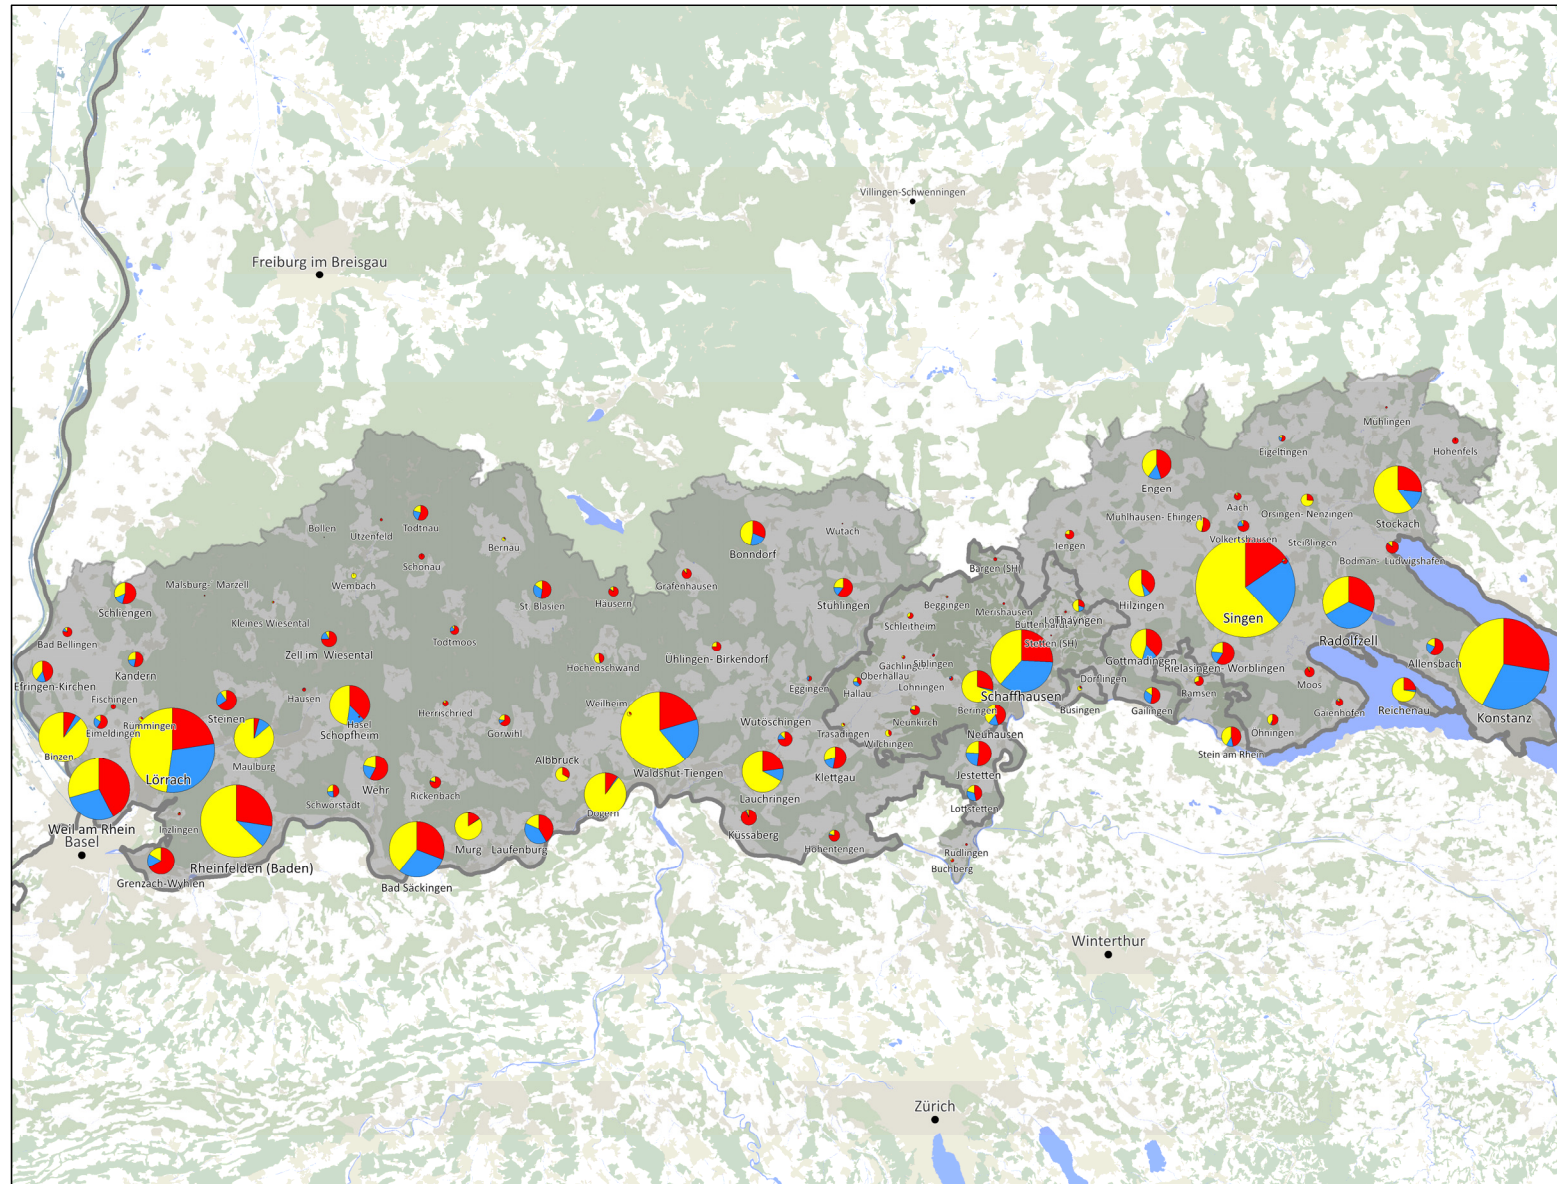 Villingen-Schwenningen
Freiburg im Breisgau
Mühlingen
Eigeltingen
Hohenfels
Engen
Aach
Orsingen- Nenzingen
Stockach
Mühlhausen- Ehingen
Volkertshausen
Steißlingen
Bodman- Ludwigshafen
Tengen
Bollen
Utzenfeld
Todtnau
Bernau
Schönau
Wembach
Bonndorf
Wutach
Bargen (SH)
Malsburg- Marzell
Kleines Wiesental
Schliengen
St. Blasien
Häusern
Grafenhausen
Stühlingen
Beggingen
Schleitheim
Merishausen
Büttenhardt
Lohn
Thayngen
Stetten (SH)
Hilzingen
Singen
Radolfzell
Bad Bellingen
Zell im Wiesental
Todtmoos
Höchenschwand
Ühlingen- Birkendorf
Gächlingen
Siblingen
Oberhallau
Hallau
Löhningen
Schaffhausen
Gottmadingen
Rielasingen- Worblingen
Allensbach
Kandern
Efringen-Kirchen
Fischingen
Hausen
Eggingen
Dörflingen
Ramsen
Moos
Gaienhofen
Reichenau
Konstanz
Eimeldingen
Rümmingen
Steinen
Hasel
Schopfheim
Herrischried
Görwihl
Weilheim
Wutöschingen
Trasadingen
Neunkirch
Beringen
Wilchingen
Neuhausen
Büsingen
Gailingen
Öhningen
Stein am Rhein
Binzen
Lörrach
Maulburg
Wehr
Rickenbach
Albbruck
Waldshut-Tiengen
Lauchringen
Klettgau
Jestetten
Lottstetten
Schwörstadt
Dogern
Weil am Rhein
Inzlingen
Basel
Rheinfelden (Baden)
Grenzach-Wyhlen
Bad Säckingen
Murg
Laufenburg
Küssaberg
Hohentengen
Rüdlingen
Buchberg
Winterthur
Zürich